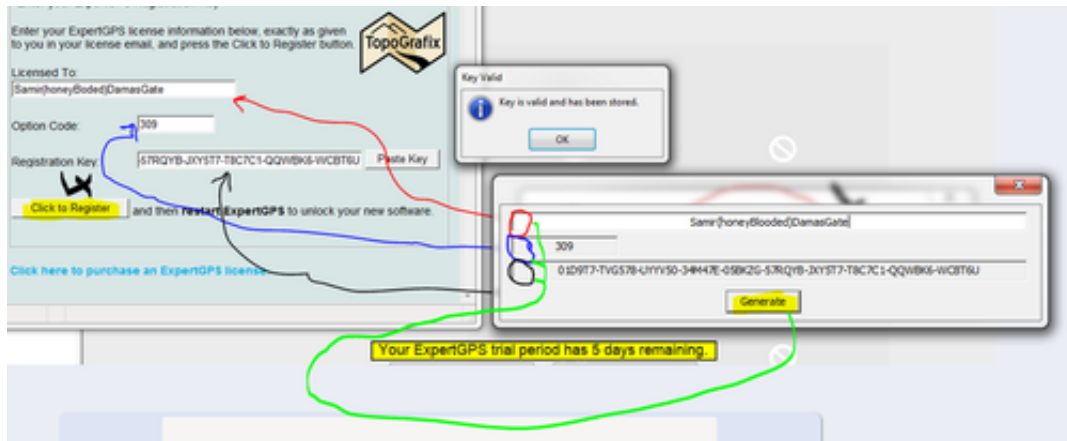 Enter your ExpertGPS license information below, exactly as given
to you in your license email, and press the Click to Register button.
TopoGrafix
Licensed To:
Samir(honeyBoded)DamasGate
Option Code:
309
Registration Key:
-57RQYB-JXY5T7-T8C7C1-QQWBK6-WCBT6U
Paste Key
4
Click to Register
and then restart ExpertGPS to unlock your new software.
Click here to purchase an ExpertGPS license
Key Valid
Key is valid and has been stored.
OK
Samir(honeyBlooded)DamasGate
309
01D9T7-TVG578-UYYV50-34M47E-05BK2G-57RQYB-JXY5T7-T8C7C1-QQWBK6-WCBT6U
Generate
Your ExpertGPS trial period has 5 days remaining.